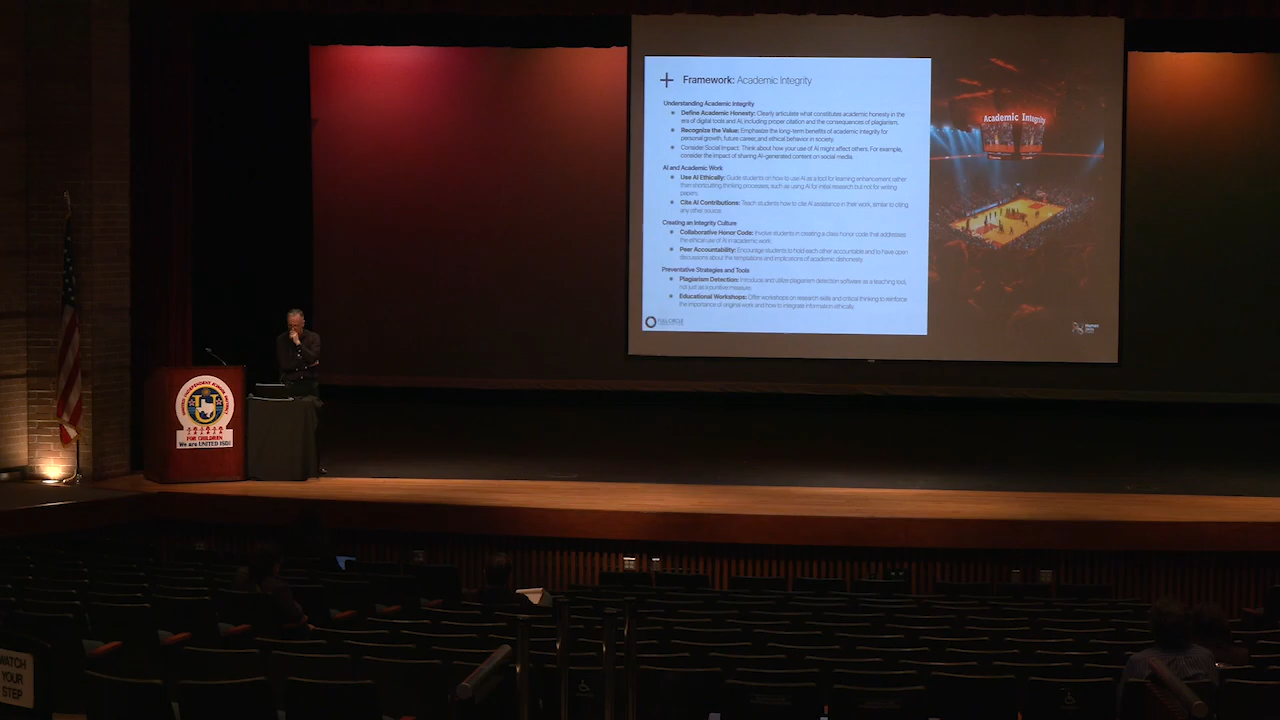 Framework: Academic Integrity
Understanding Academic Integrity
Define Academic Honesty: Clearly articulate what constitutes academic honesty in the
era of digital tools and AI, including proper citation and the consequences of plagiarism.
Recognize the Value: Emphasize the long-term benefits of academic integrity for
personal growth, future career, and ethical behavior in society.
Consider Social Impact: Think about how your use of AI might affect others. For example,
consider the impact of sharing AI-generated content on social media.
AI and Academic Work
Use AI Ethically: Guide students on how to use AI as a tool for learning enhancement rather
than shortcutting thinking processes, such as using AI for initial research but not for writing
papers.
Cite AI Contributions: Teach students how to cite AI assistance in their work, similar to citing
any other source.
Creating an Integrity Culture
Collaborative Honor Code: Involve students in creating a class honor code that addresses
the ethical use of AI in academic work.
Peer Accountability: Encourage students to hold each other accountable and to have open
discussions about the temptations and implications of academic dishonesty.
Preventative Strategies and Tools
Plagiarism Detection: Introduce and utilize plagiarism detection software as a teaching tool,
not just as a punitive measure.
Educational Workshops: Offer workshops on research skills and critical thinking to reinforce
the importance of original work and how to integrate information ethically.
FULL CIRCLE
Academic Integrity
Human
UNITED INDEPENDENT SCHOOL DISTRICT
U
FOR CHILDREN
We are UNITED ISD!
WATCH
YOUR
STEP